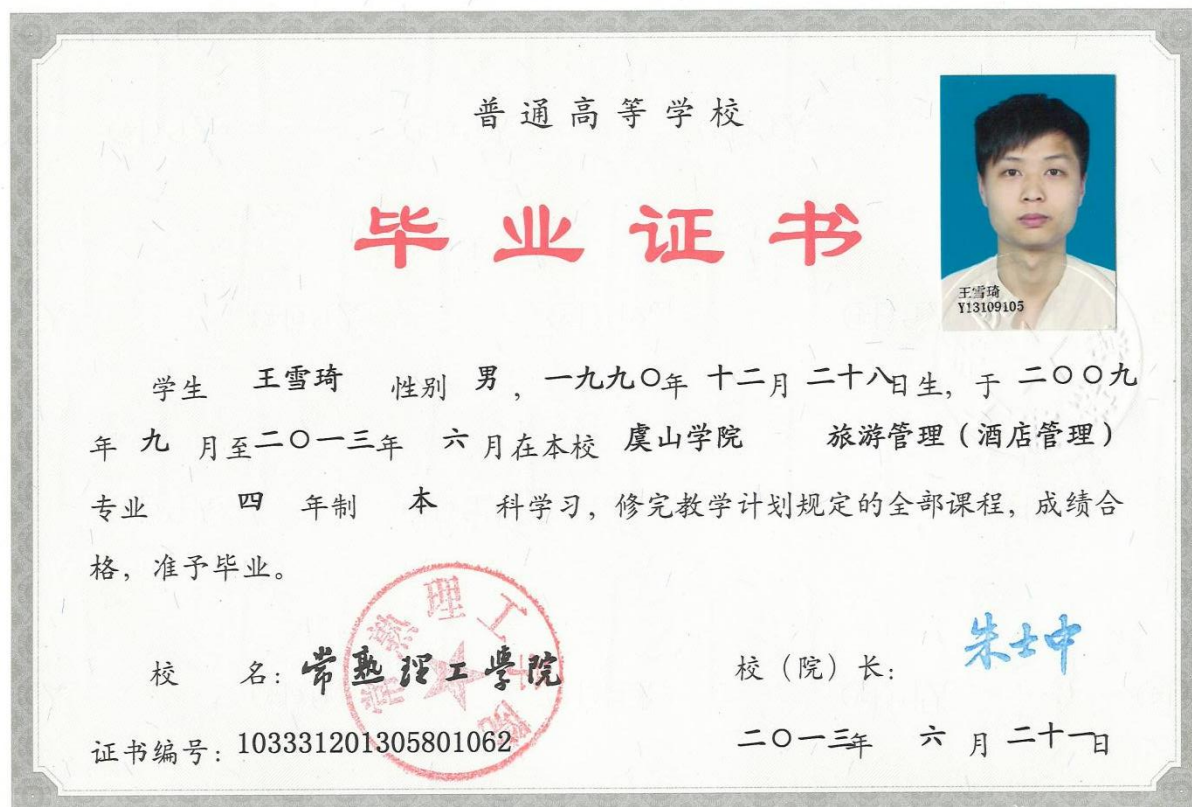 普通高等学校
毕业证书
王雪琦
Y13109105
学生 王雪琦 性别 男，一九九〇年 十二月 二十八日生，于 二〇〇九
年 九 月至二〇一三年 六 月在本校 虞山学院 旅游管理（酒店管理）
专业 四 年制 本 科学习，修完教学计划规定的全部课程，成绩合
格，准予毕业。
常熟理工学院
校 名：常熟理工學院 校（院）长：朱士中
证书编号：103331201305801062 二〇一三年 六 月 二十一日